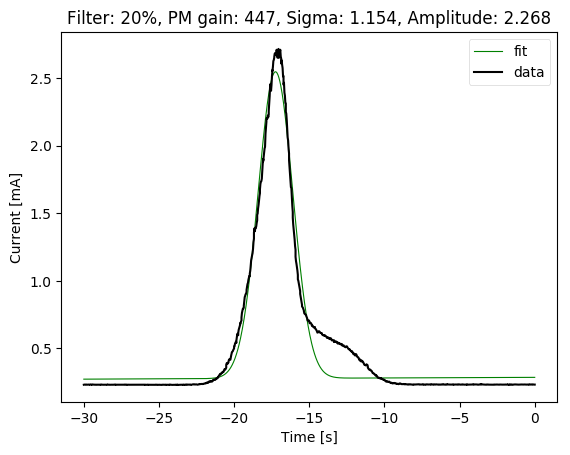 Filter: 20%, PM gain: 447, Sigma: 1.154, Amplitude: 2.268
fit
data
Current [mA]
2.5
2.0
1.5
1.0
0.5
−30
−25
−20
−15
−10
−5
0
Time [s]